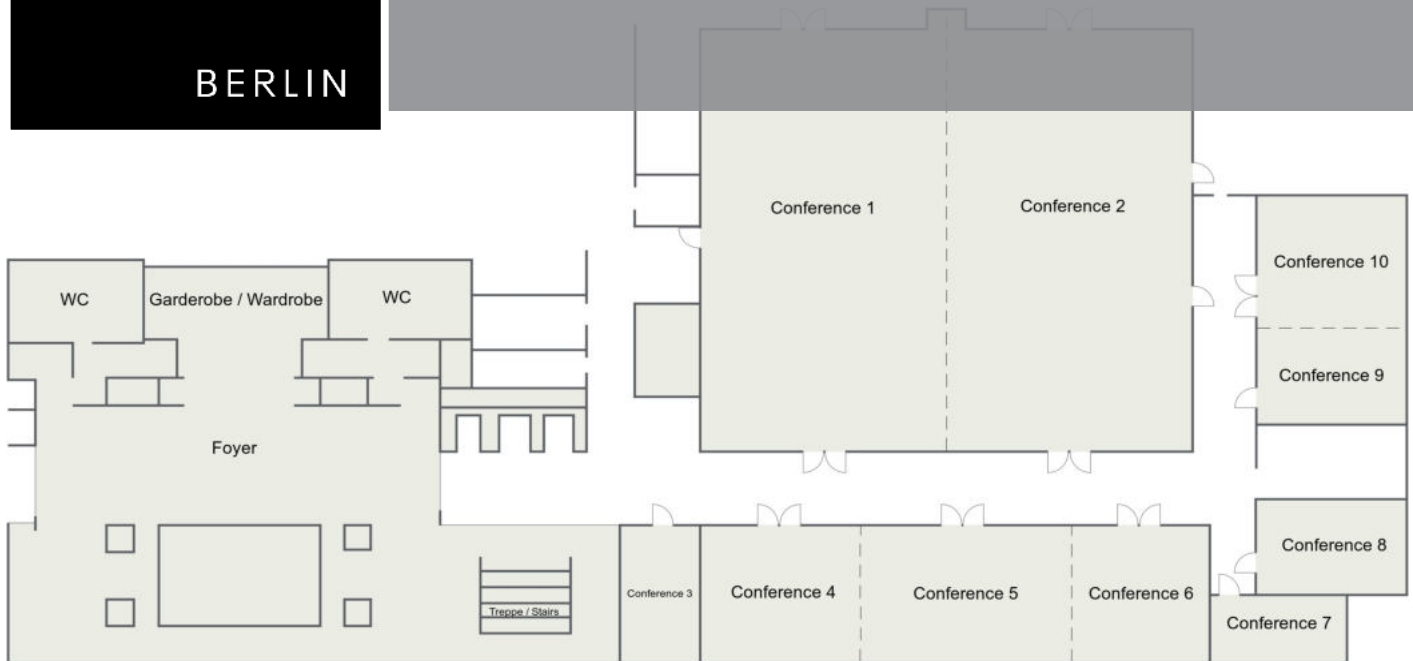 BERLIN
Conference 1
Conference 2
Conference 10
WC
Garderobe / Wardrobe
WC
Conference 9
Foyer
Conference 8
Conference 3
Conference 4
Conference 5
Conference 6
Treppe / Stairs
Conference 7